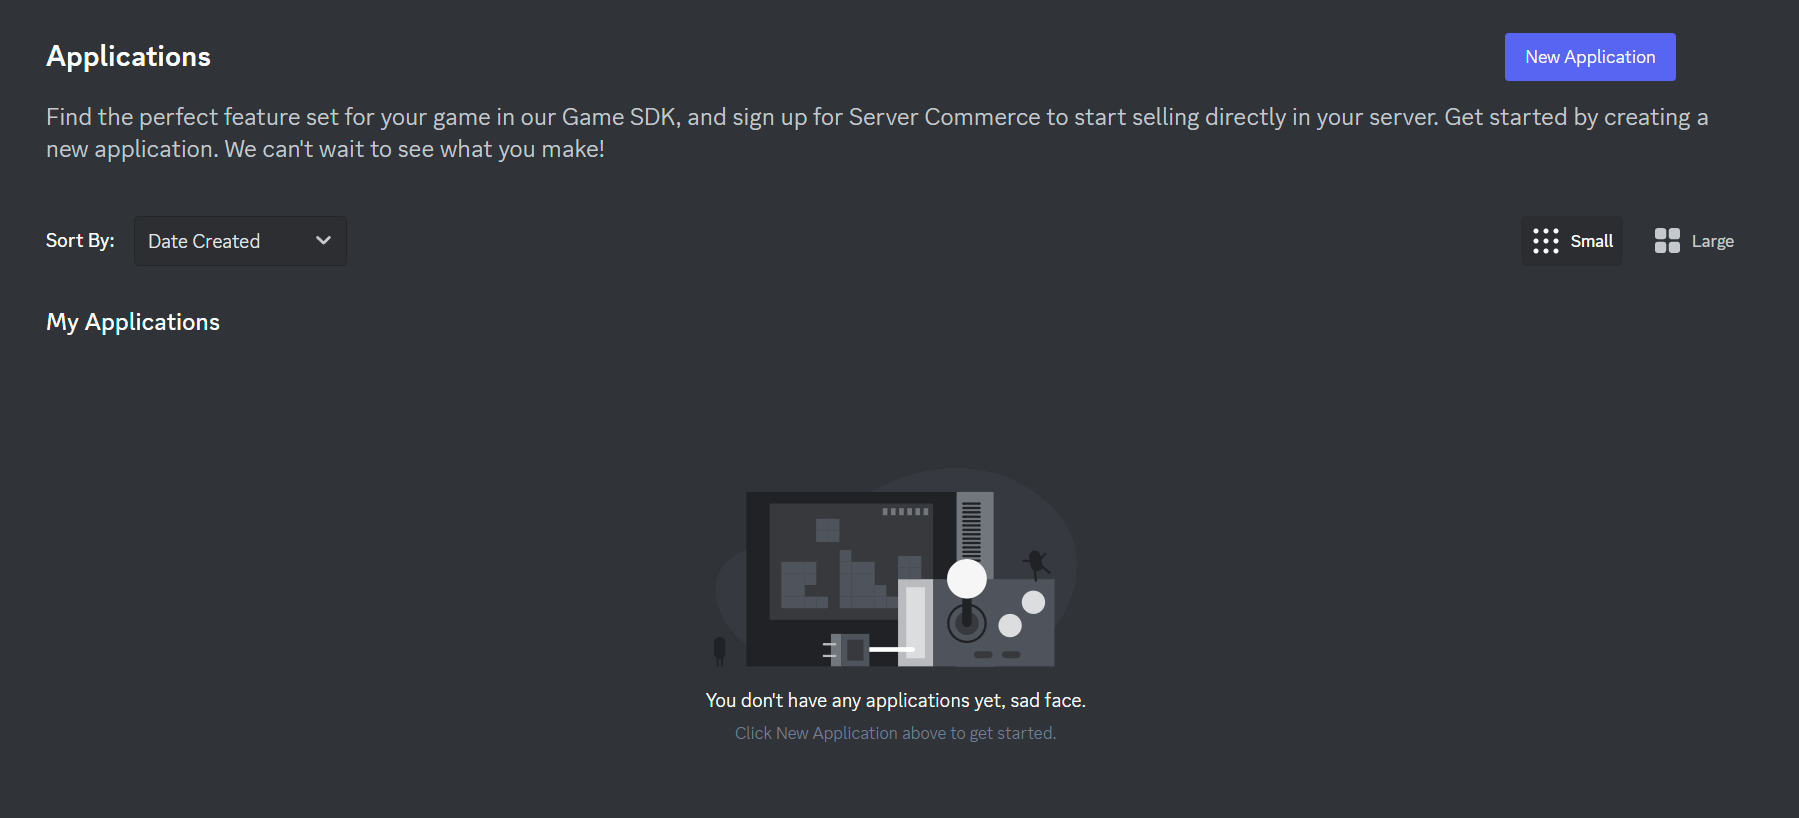 Applications
New Application
Find the perfect feature set for your game in our Game SDK, and sign up for Server Commerce to start selling directly in your server. Get started by creating a
new application. We can't wait to see what you make!
Sort By:
Date Created
Small
Large
My Applications
You don't have any applications yet, sad face.
Click New Application above to get started.